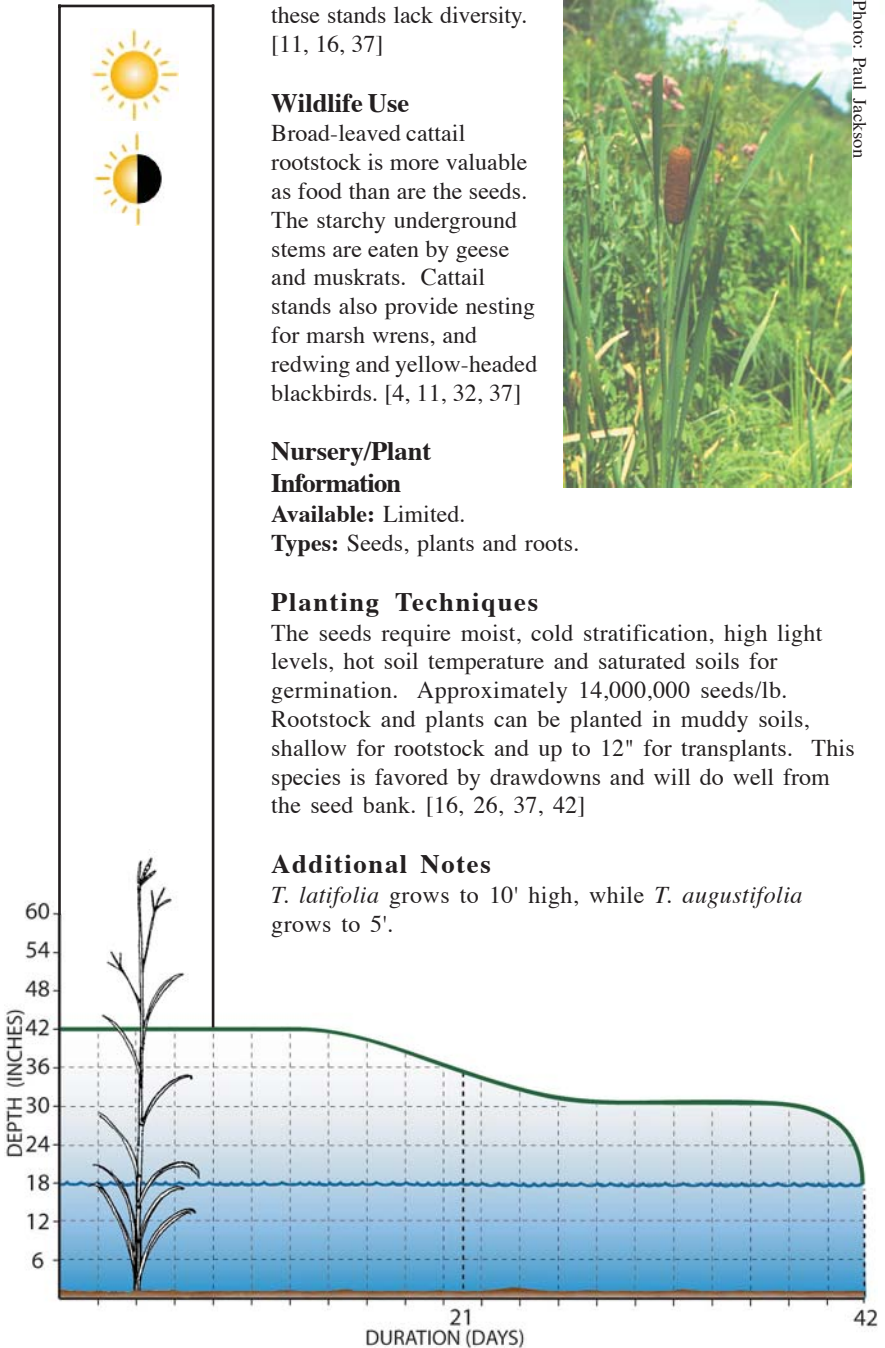 these stands lack diversity.
[11, 16, 37]
Photo: Paul Jackson
Wildlife Use
Broad-leaved cattail
rootstock is more valuable
as food than are the seeds.
The starchy underground
stems are eaten by geese
and muskrats. Cattail
stands also provide nesting
for marsh wrens, and
redwing and yellow-headed
blackbirds. [4, 11, 32, 37]
Nursery/Plant
Information
Available: Limited.
Types: Seeds, plants and roots.
Planting Techniques
The seeds require moist, cold stratification, high light
levels, hot soil temperature and saturated soils for
germination. Approximately 14,000,000 seeds/lb.
Rootstock and plants can be planted in muddy soils,
shallow for rootstock and up to 12" for transplants. This
species is favored by drawdowns and will do well from
the seed bank. [16, 26, 37, 42]
Additional Notes
T. latifolia grows to 10' high, while T. augustifolia
grows to 5'.
DEPTH (INCHES)
60
54
48
42
36
30
24
18
12
6
21
42
DURATION (DAYS)